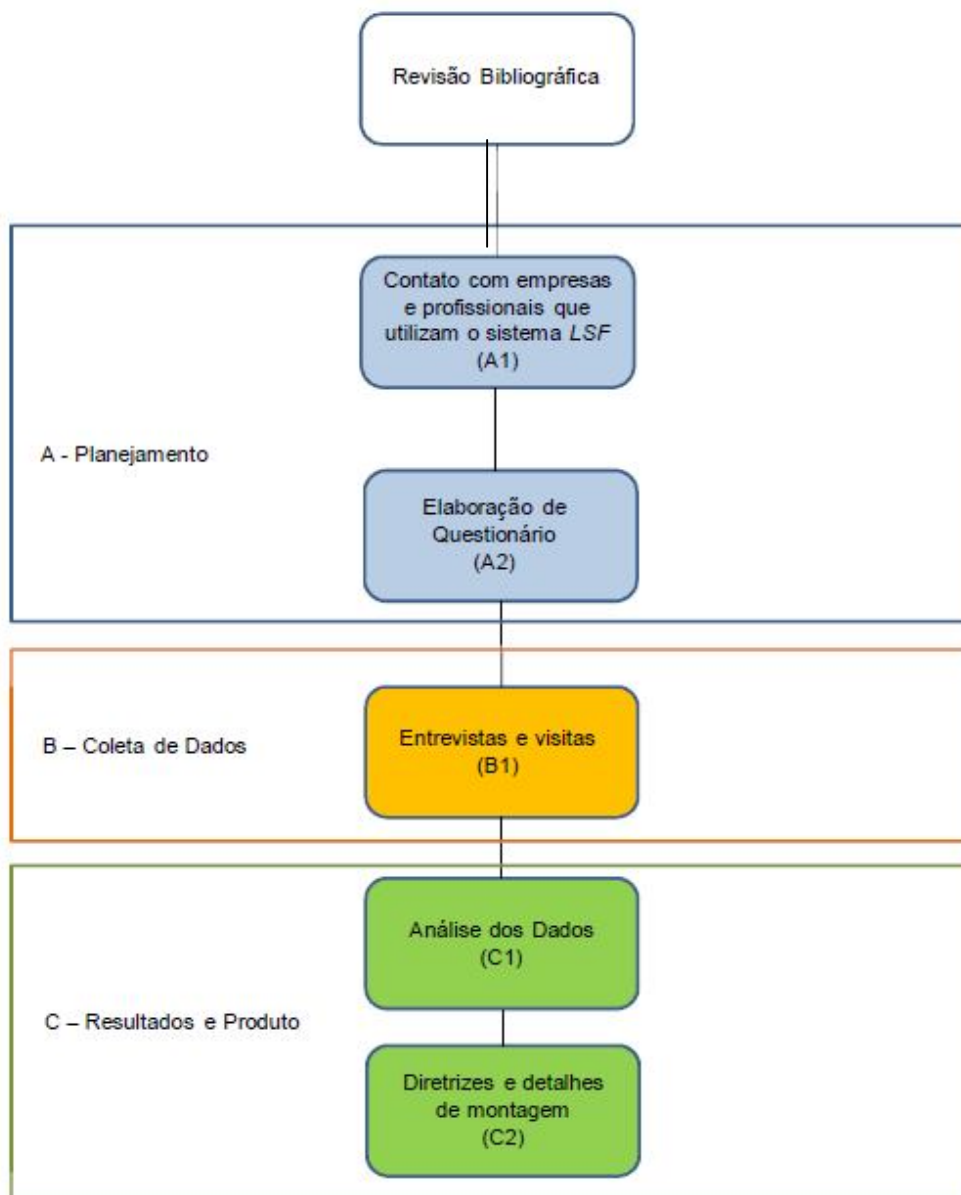 Revisão Bibliográfica
Contato com empresas
e profissionais que
utilizam o sistema LSF
(A1)
A - Planejamento
Elaboração de
Questionário
(A2)
B – Coleta de Dados
Entrevistas e visitas
(B1)
Análise dos Dados
(C1)
C – Resultados e Produto
Diretrizes e detalhes
de montagem
(C2)